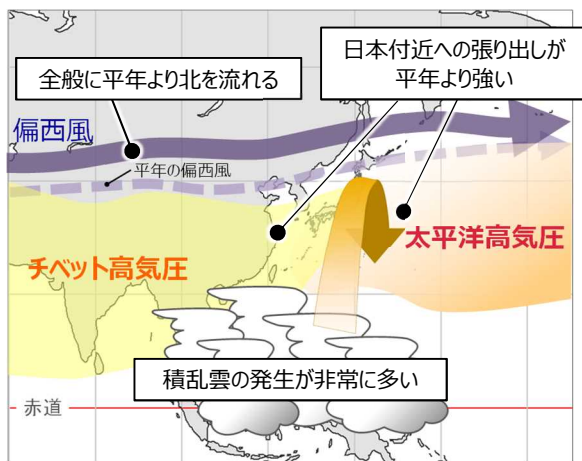 日本付近への張り出しが
平年より強い
全般に平年より北を流れる
偏西風
平年の偏西風
チベット高気圧
太平洋高気圧
積乱雲の発生が非常に多い
赤道